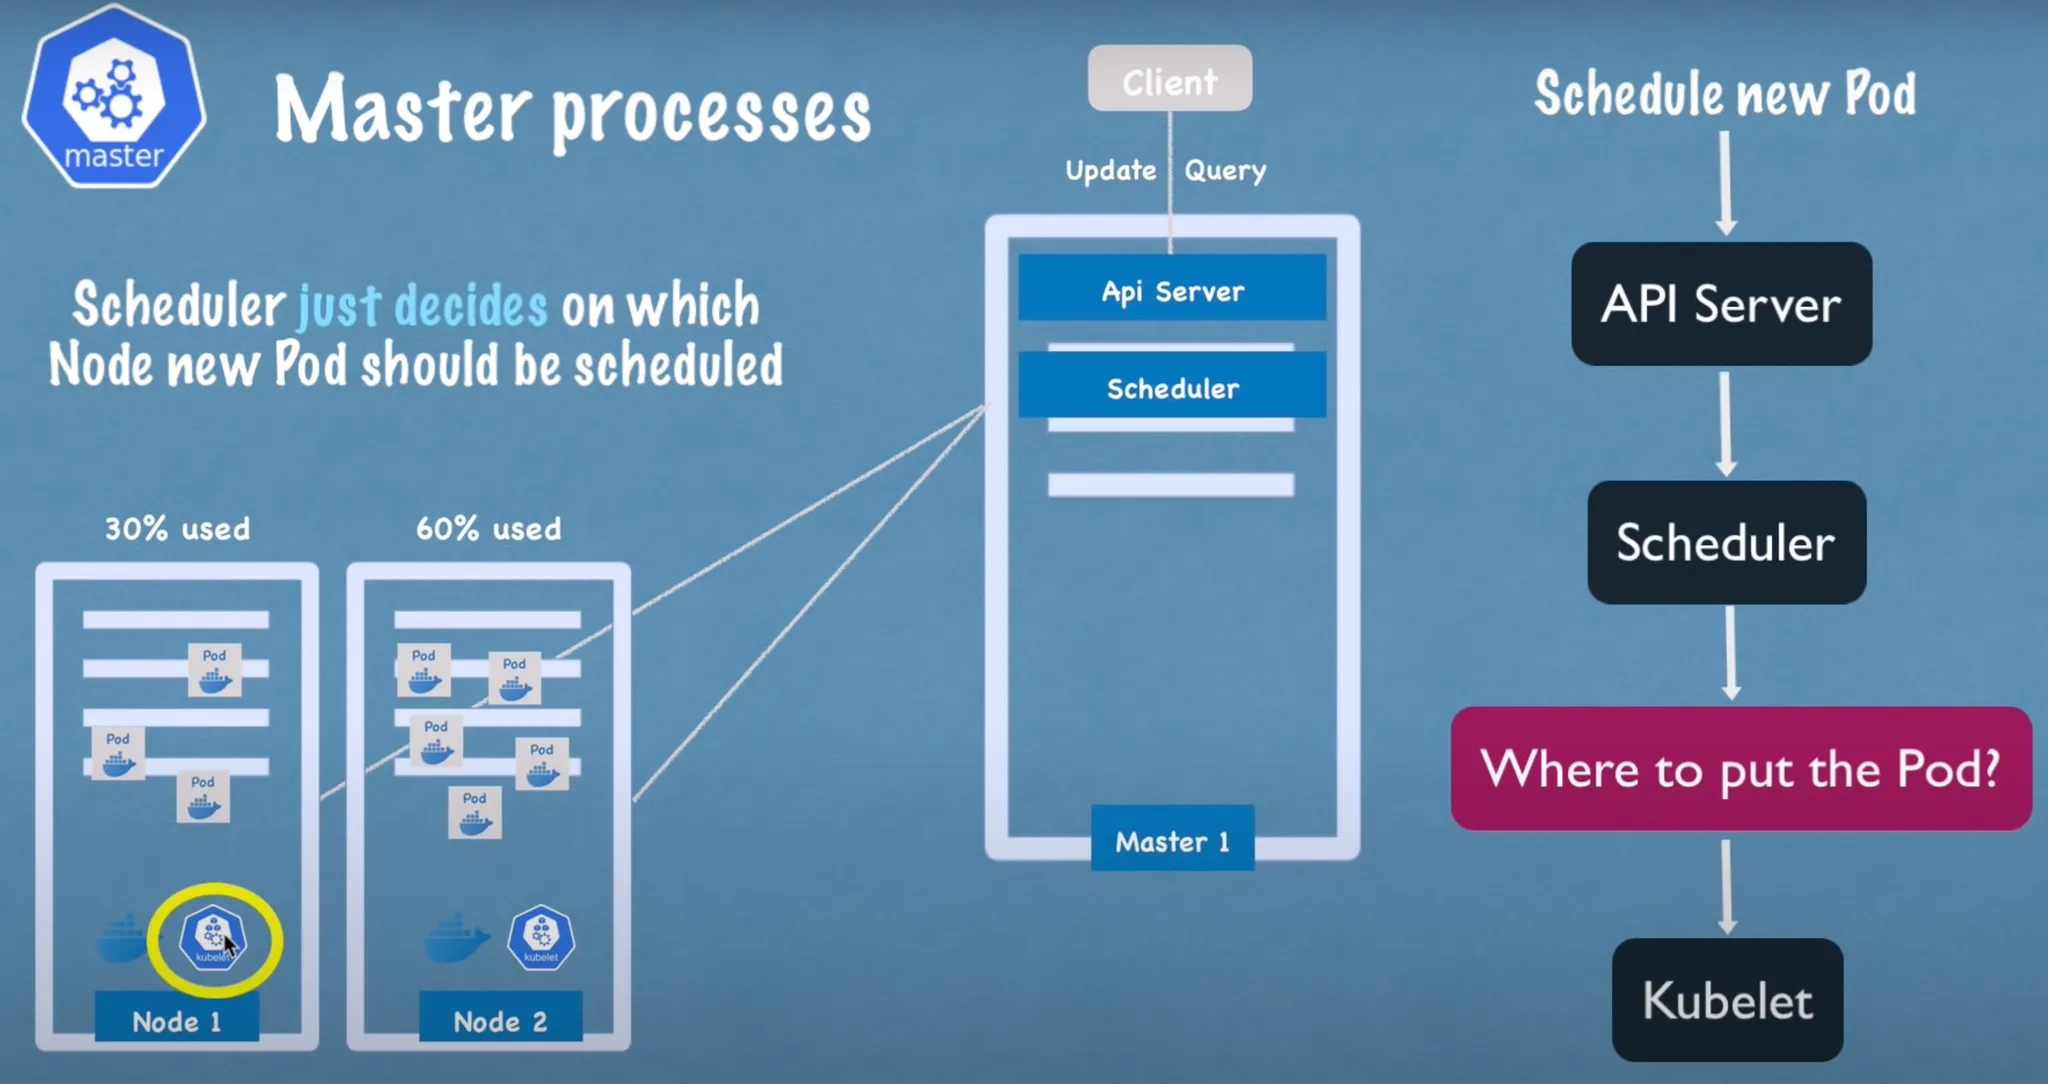 master
Master processes
Scheduler just decides on which
Node new Pod should be scheduled
30% used
60% used
Pod
Pod
Pod
Pod
Pod
Pod
Pod
Pod
kubelet
kubelet
Node 1
Node 2
Client
Update
Query
Api Server
Scheduler
Master 1
Schedule new Pod
API Server
Scheduler
Where to put the Pod?
Kubelet